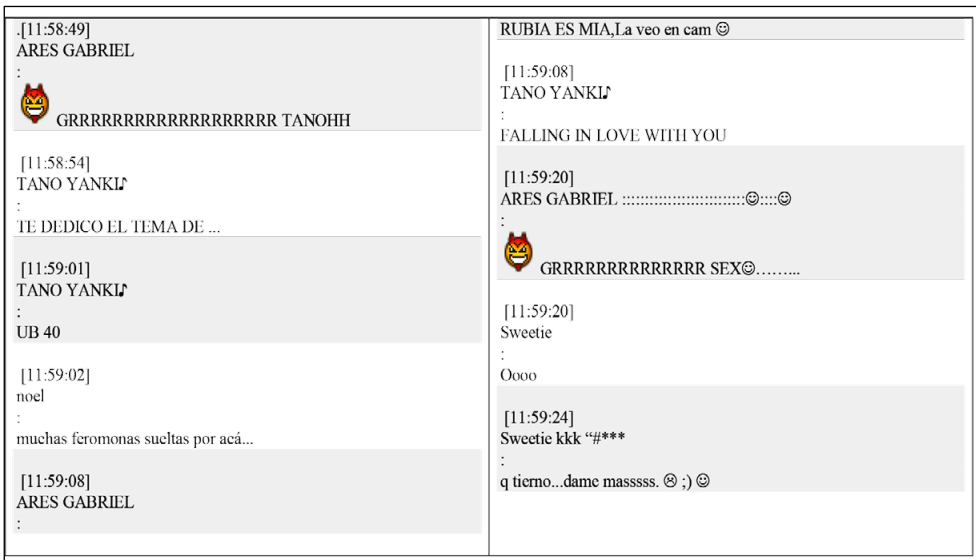 .[11:58:49]
ARES GABRIEL
:
GRRRRRRRRRRRRRRRRRRRR TANOHH
[11:58:54]
TANO YANKI♪
:
TE DEDICO EL TEMA DE ...
[11:59:01]
TANO YANKI♪
:
UB 40
[11:59:02]
noel
:
muchas feromonas sueltas por acá...
[11:59:08]
ARES GABRIEL
:
RUBIA ES MIA,La veo en cam ☺
[11:59:08]
TANO YANKI♪
:
FALLING IN LOVE WITH YOU
[11:59:20]
ARES GABRIEL :::::::::::::::::::::::::::☺::::☺
:
GRRRRRRRRRRRRRRR SEX☺……...
[11:59:20]
Sweetie
:
Oooo
[11:59:24]
Sweetie kkk “#***
:
q tierno...dame masssss. ☹ ;) ☺